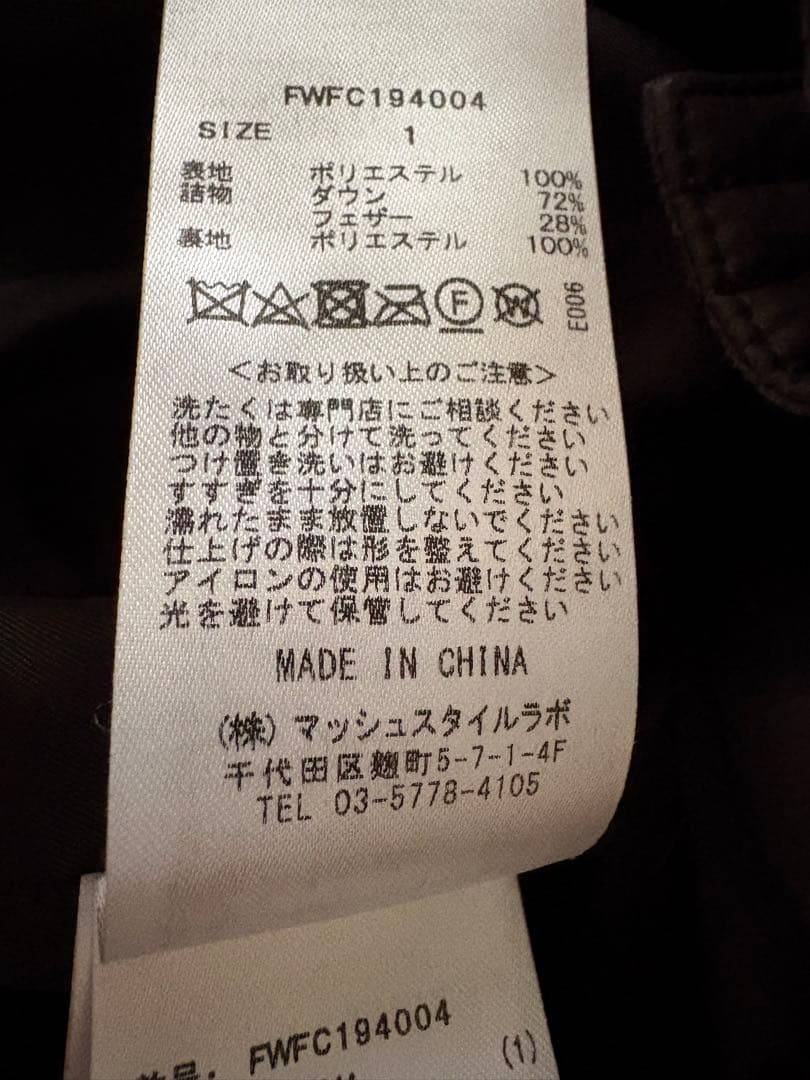 FWFC194004
SIZE 1
表地 ポリエステル 100%
詰物 ダウン 72%
フェザー 28%
裏地 ポリエステル 100%
F W E006
<お取り扱い上のご注意>
洗たくは専門店にご相談ください
他の物と分けて洗ってください
つけ置き洗いはお避けください
すすぎを十分にしてください
濡れたまま放置しないでください
仕上げの際は形を整えてください
アイロンの使用はお避けください
光を避けて保管してください
MADE IN CHINA
(株)マッシュスタイルラボ
千代田区麹町5-7-1-4F
TEL 03-5778-4105
FWFC194004 (1)